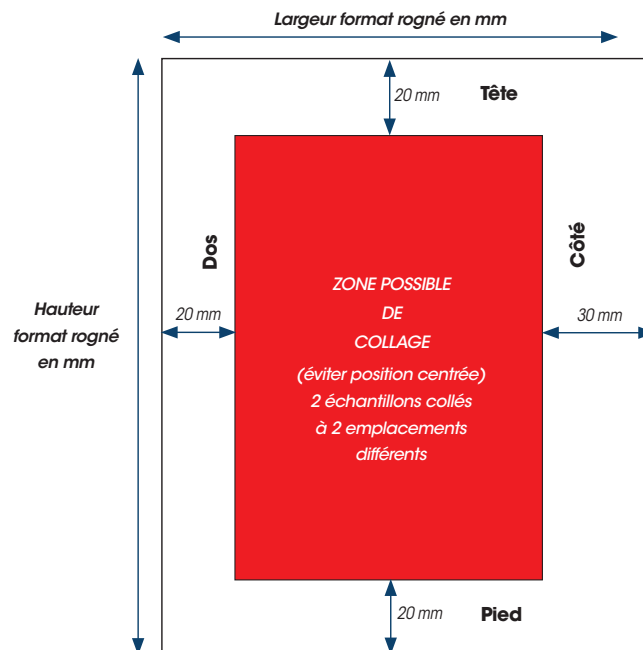 Largeur format rogné en mm
20 mm
Tête
Dos
Côté
Hauteur
format rogné
en mm
20 mm
ZONE POSSIBLE
DE
COLLAGE
(éviter position centrée)
2 échantillons collés
à 2 emplacements
différents
30 mm
20 mm
Pied